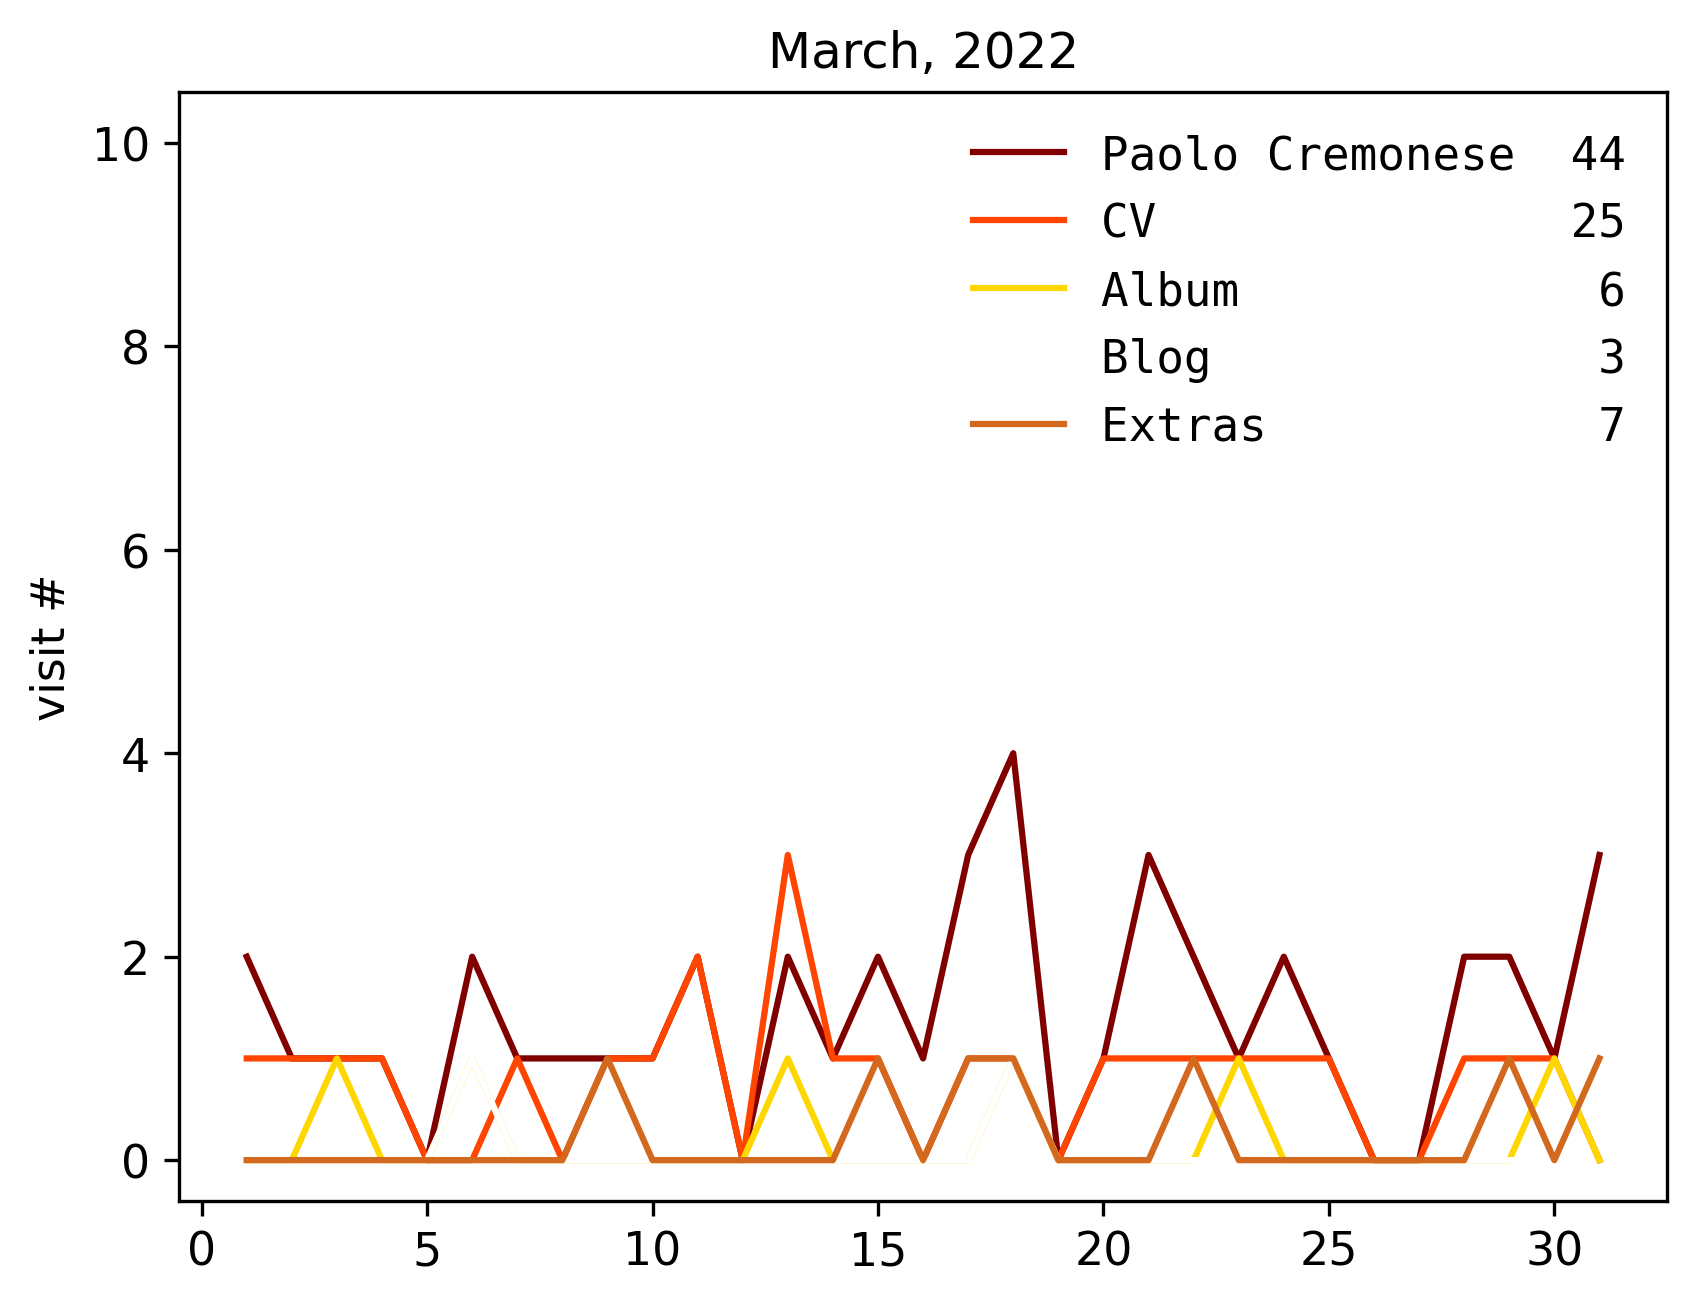 March, 2022
Paolo Cremonese 44
CV 25
Album 6
Blog 3
Extras 7
visit #
10
8
6
4
2
0
0 5 10 15 20 25 30